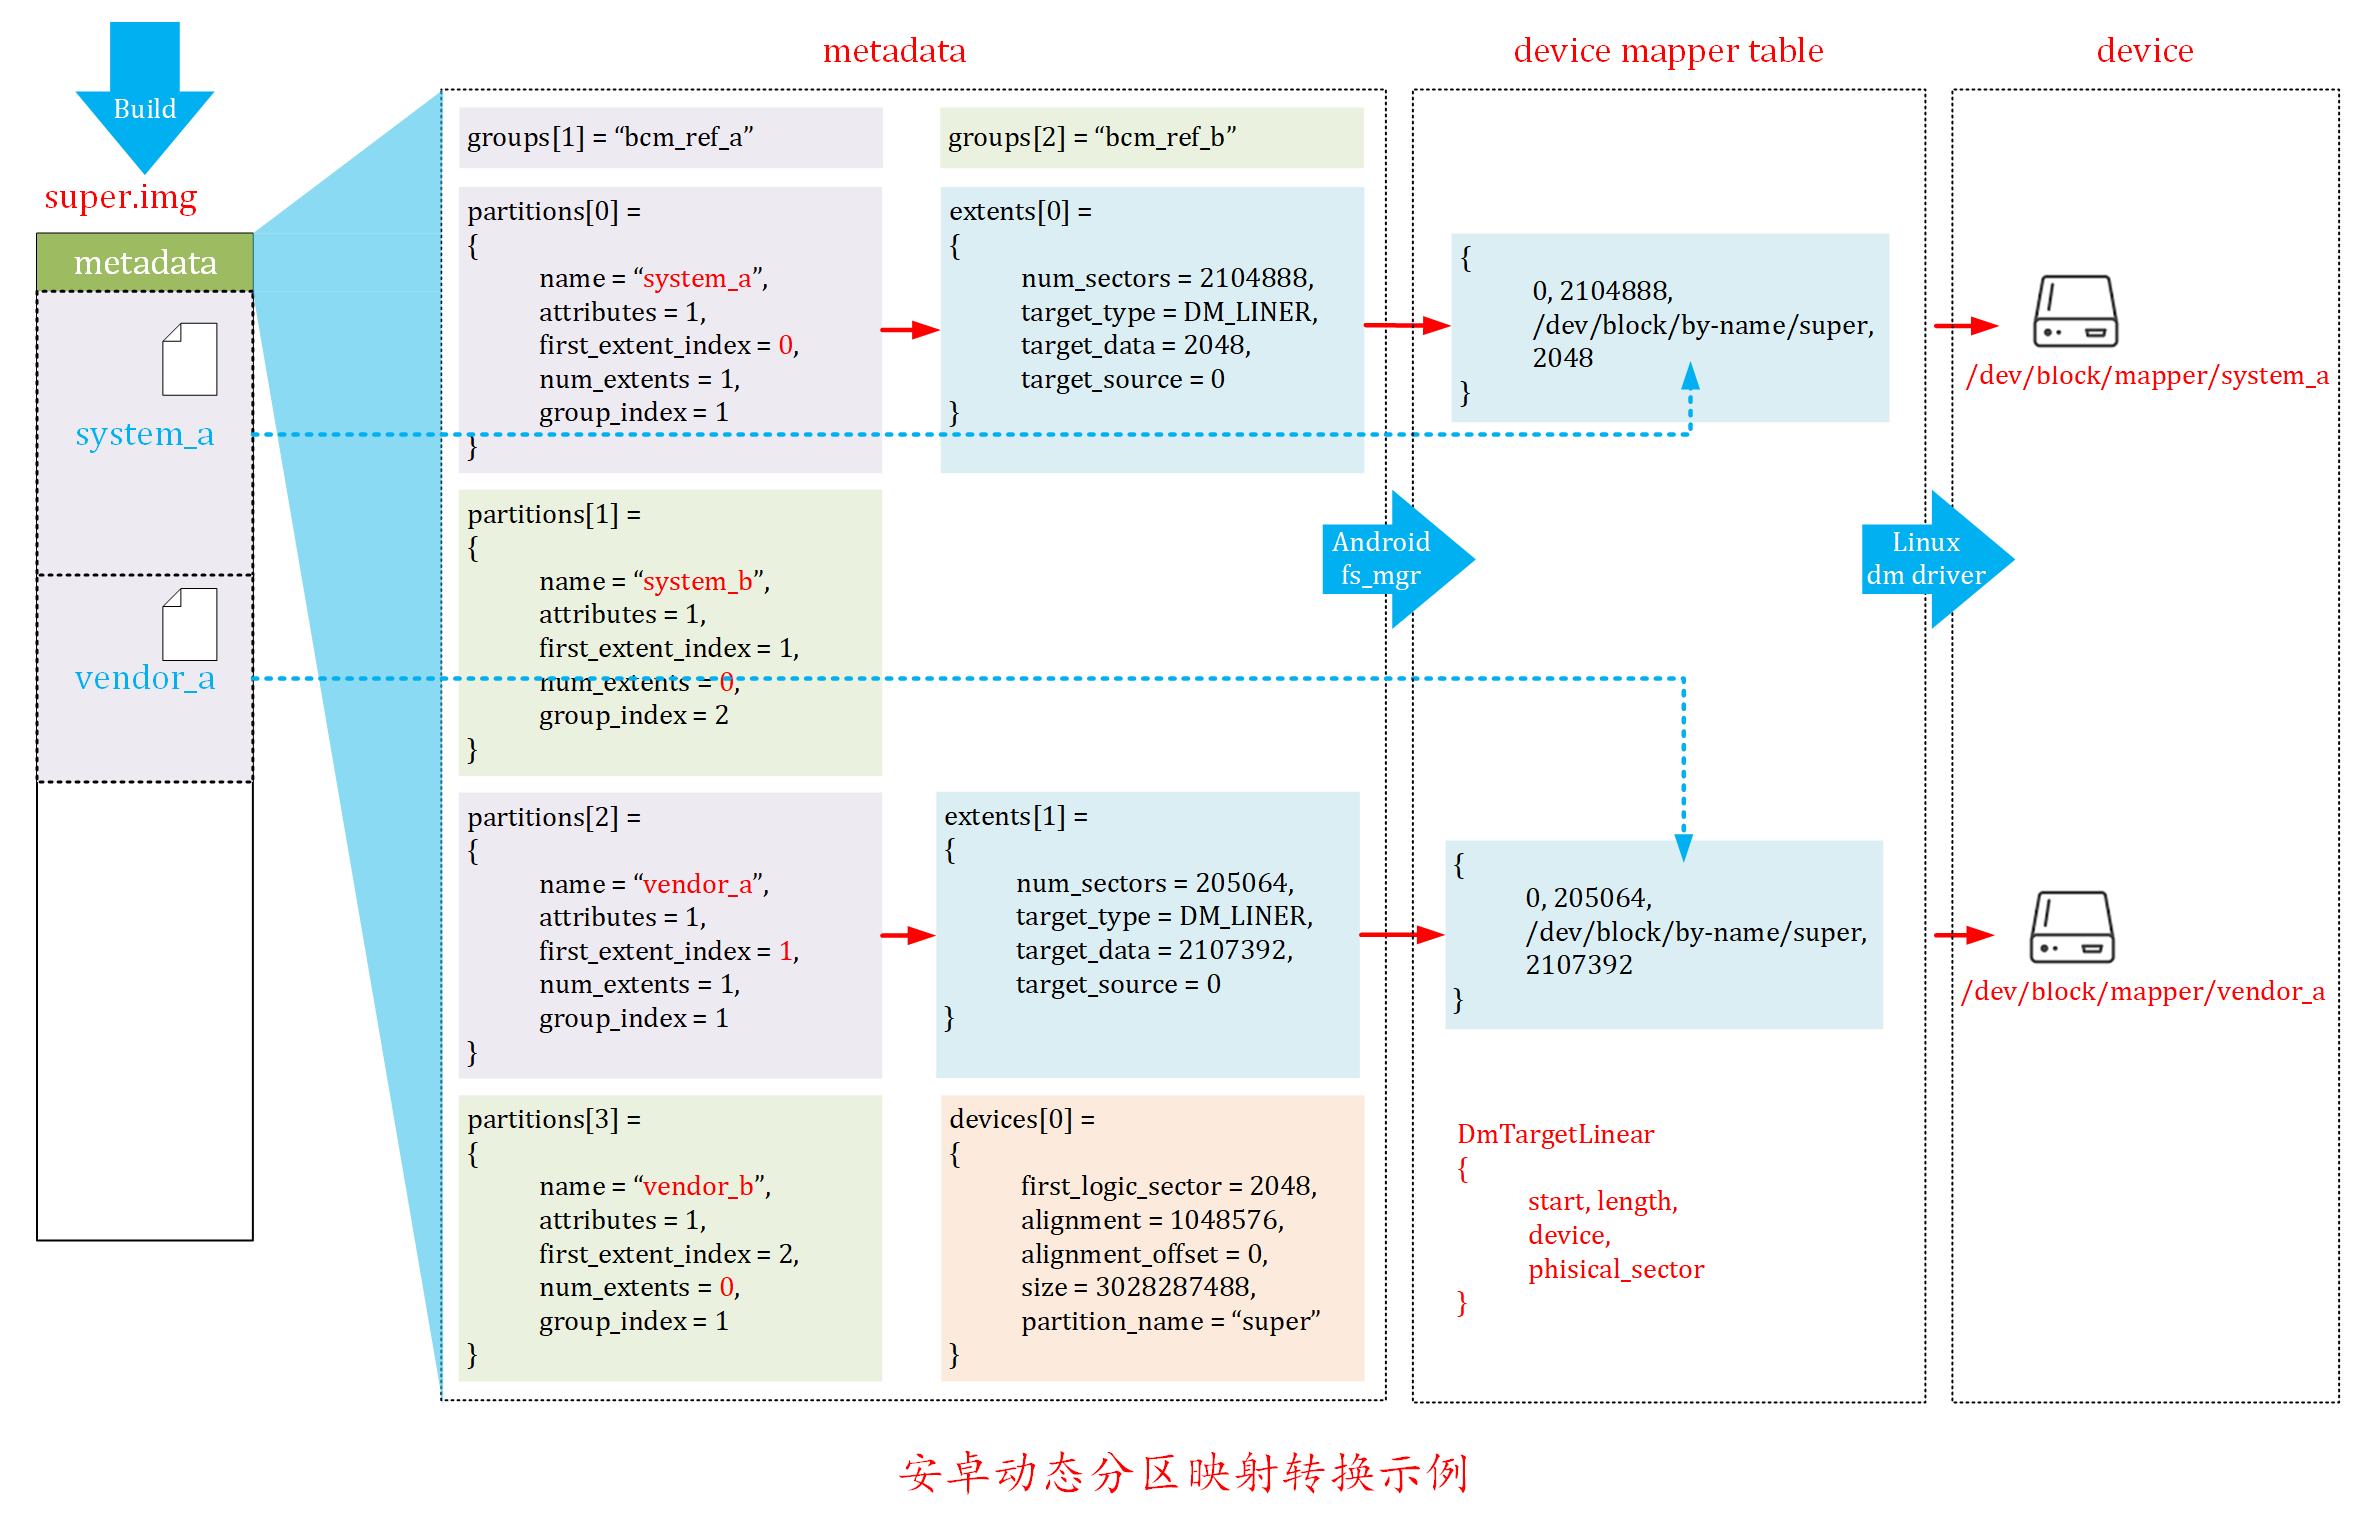 metadata
device mapper table
device
Build
super.img
metadata
system_a
vendor_a
groups[1] = “bcm_ref_a”
groups[2] = “bcm_ref_b”
partitions[0] =
{
name = “system_a”,
attributes = 1,
first_extent_index = 0,
num_extents = 1,
group_index = 1
}
extents[0] =
{
num_sectors = 2104888,
target_type = DM_LINER,
target_data = 2048,
target_source = 0
}
{
0, 2104888,
/dev/block/by-name/super,
2048
}
/dev/block/mapper/system_a
partitions[1] =
{
name = “system_b”,
attributes = 1,
first_extent_index = 1,
num_extents = 0,
group_index = 2
}
Android
fs_mgr
Linux
dm driver
partitions[2] =
{
name = “vendor_a”,
attributes = 1,
first_extent_index = 1,
num_extents = 1,
group_index = 1
}
extents[1] =
{
num_sectors = 205064,
target_type = DM_LINER,
target_data = 2107392,
target_source = 0
}
{
0, 205064,
/dev/block/by-name/super,
2107392
}
/dev/block/mapper/vendor_a
partitions[3] =
{
name = “vendor_b”,
attributes = 1,
first_extent_index = 2,
num_extents = 0,
group_index = 1
}
devices[0] =
{
first_logic_sector = 2048,
alignment = 1048576,
alignment_offset = 0,
size = 3028287488,
partition_name = “super”
}
DmTargetLinear
{
start, length,
device,
phisical_sector
}
安卓动态分区映射转换示例